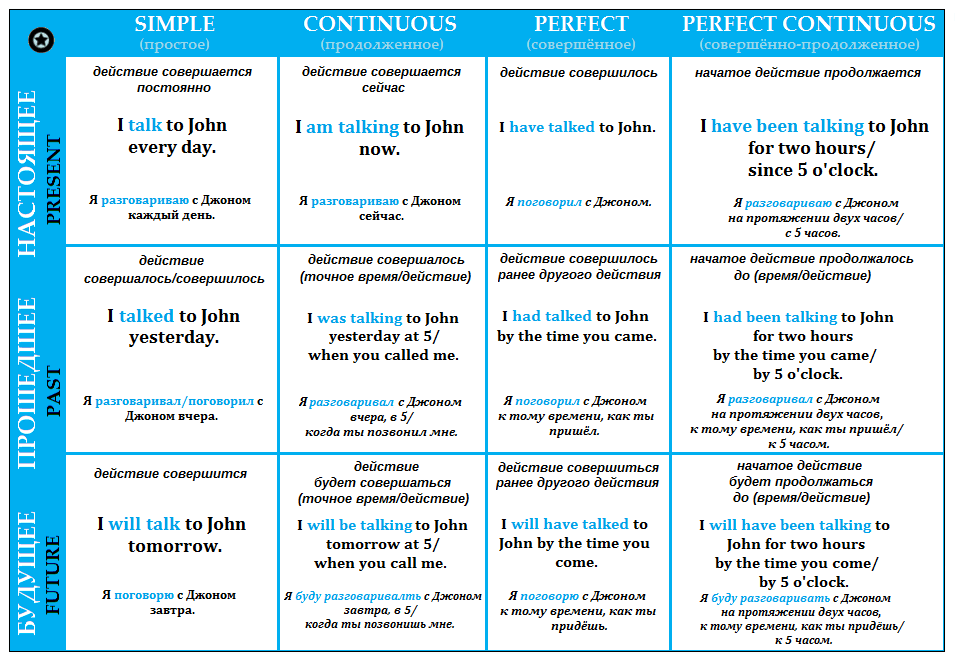 SIMPLE
(простое)
CONTINUOUS
(продолженное)
PERFECT
(совершённое)
PERFECT CONTINUOUS
(совершённо-продолженное)
НАСТОЯЩЕЕ
PRESENT
действие совершается
постоянно
I talk to John
every day.
Я разговариваю с Джоном
каждый день.
действие совершается
сейчас
I am talking to John
now.
Я разговариваю с Джоном
сейчас.
действие совершилось
I have talked to John.
Я поговорил с Джоном.
начатое действие продолжается
I have been talking to John
for two hours/
since 5 o'clock.
Я разговариваю с Джоном
на протяжении двух часов/
с 5 часов.
ПРОШЕДШЕЕ
PAST
действие
совершалось/совершилось
I talked to John
yesterday.
Я разговаривал/поговорил с
Джоном вчера.
действие совершалось
(точное время/действие)
I was talking to John
yesterday at 5/
when you called me.
Я разговаривал с Джоном
вчера, в 5/
когда ты позвонил мне.
действие совершилось
ранее другого действия
I had talked to John
by the time you came.
Я поговорил с Джоном
к тому времени, как ты
пришёл.
начатое действие продолжалось
до (время/действие)
I had been talking to John
for two hours
by the time you came/
by 5 o'clock.
Я разговаривал с Джоном
на протяжении двух часов,
к тому времени, как ты пришёл/
к 5 часом.
БУДУЩЕЕ
FUTURE
действие совершится
I will talk to John
tomorrow.
Я поговорю с Джоном
завтра.
действие
будет совершаться
(точное время/действие)
I will be talking to John
tomorrow at 5/
when you call me.
Я буду разговаривалть с Джоном
завтра, в 5/
когда ты позвонишь мне.
действие совершиться
ранее другого действия
I will have talked to
John by the time you
come.
Я поговорю с Джоном
к тому времени, как ты
придёшь.
начатое действие
будет продолжаться
до (время/действие)
I will have been talking to
John for two hours
by the time you come/
by 5 o'clock.
Я буду разговаривать с Джоном
на протяжении двух часов,
к тому времени, как ты придёшь/
к 5 часом.